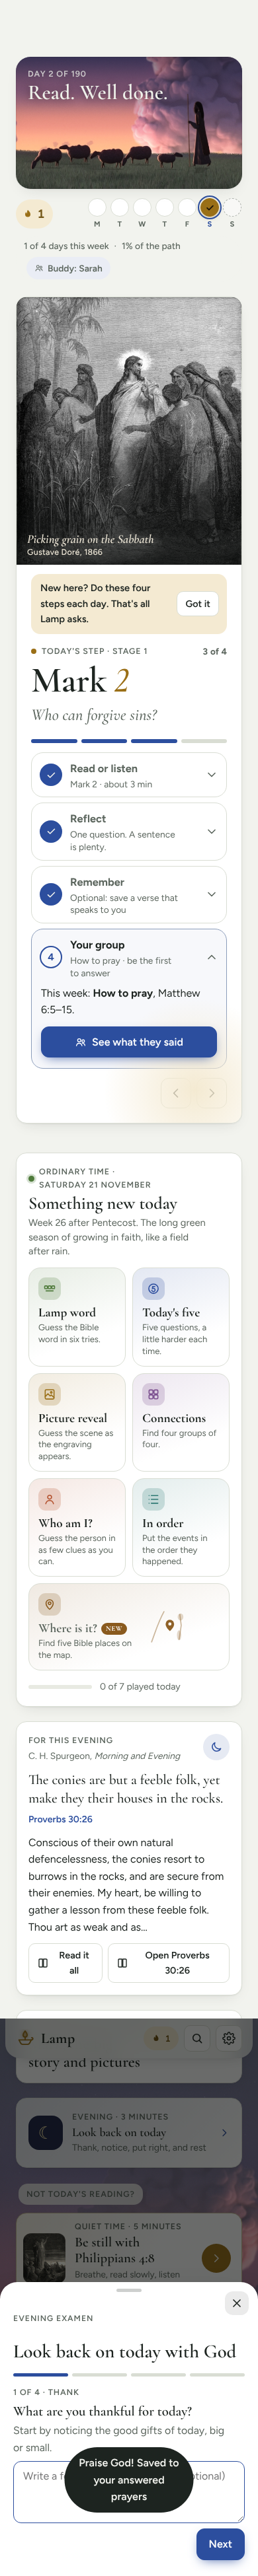 DAY 2 OF 190
Read. Well done.
1
M T W T F S S
1 of 4 days this week · 1% of the path
Buddy: Sarah
Picking grain on the Sabbath
Gustave Doré, 1866
New here? Do these four
steps each day. That's all
Lamp asks.
Got it
TODAY'S STEP · STAGE 1
3 of 4
Mark 2
Who can forgive sins?
Read or listen
Mark 2 · about 3 min
Reflect
One question. A sentence
is plenty.
Remember
Optional: save a verse that
speaks to you
4
Your group
How to pray · be the first
to answer
This week: How to pray, Matthew
6:5–15.
See what they said
ORDINARY TIME ·
SATURDAY 21 NOVEMBER
Something new today
Week 26 after Pentecost. The long green
season of growing in faith, like a field
after rain.
Lamp word
Guess the Bible
word in six tries.
Today's five
Five questions, a
little harder each
time.
Picture reveal
Guess the scene as
the engraving
appears.
Connections
Find four groups of
four.
Who am I?
Guess the person in
as few clues as you
can.
In order
Put the events in
the order they
happened.
Where is it? NEW
Find five Bible places on
the map.
0 of 7 played today
FOR THIS EVENING
C. H. Spurgeon, Morning and Evening
The conies are but a feeble folk, yet
make they their houses in the rocks.
Proverbs 30:26
Conscious of their own natural
defencelessness, the conies resort to
burrows in the rocks, and are secure from
their enemies. My heart, be willing to
gather a lesson from these feeble folk.
Thou art as weak and as…
Read it
all
Open Proverbs
30:26
Lamp
1
story and pictures
EVENING · 3 MINUTES
Look back on today
Thank, notice, put right, and rest
NOT TODAY'S READING?
QUIET TIME · 5 MINUTES
Be still with
Philippians 4:8
Breathe, read slowly, listen
EVENING EXAMEN
Look back on today with God
1 OF 4 · THANK
What are you thankful for today?
Start by noticing the good gifts of today, big
or small.
Write a
Praise God! Saved to
your answered
prayers
Next